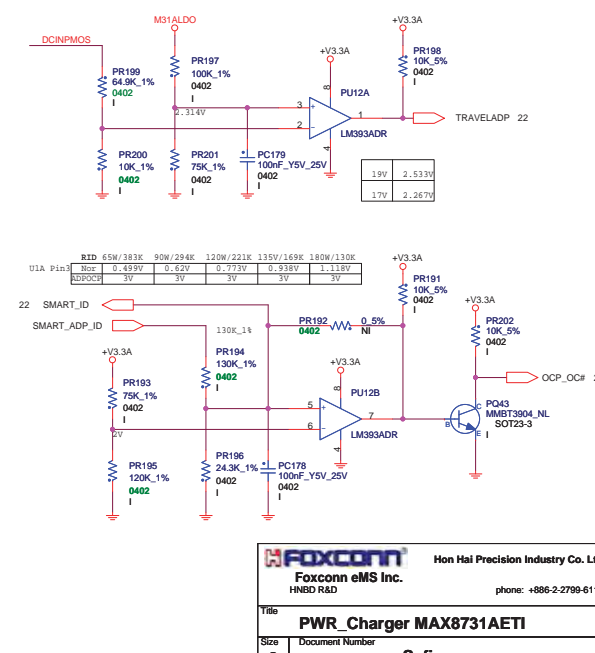 M31ALDO
DCINPMOS
+V3.3A
+V3.3A
PR199
64.9K_1%
0402
I
PR197
100K_1%
0402
I
PR198
10K_5%
0402
I
8
PU12A
3
+
2
-
1
4
LM393ADR
TRAVELADP 22
2.314V
PR200
10K_1%
0402
I
PR201
75K_1%
0402
I
PC179
100nF_Y5V_25V
0402
I
19V 2.533V
17V 2.267V
RID 65W/383K 90W/294K 120W/221K 135V/169K 180W/130K
U1A Pin3 Nor 0.499V 0.62V 0.773V 0.938V 1.118V
ADPOCP 3V 3V 3V 3V 3V
+V3.3A
PR191
10K_5%
0402
I
22 SMART_ID
SMART_ADP_ID
130K_1%
PR192 0_5%
0402 NI
+V3.3A
PR202
10K_5%
0402
I
+V3.3A
PR193
75K_1%
0402
I
PR194
130K_1%
0402
I
+V3.3A
8
PU12B
5
+
6
-
7
4
LM393ADR
2V
OCP_OC#
PQ43
MMBT3904_NL
SOT23-3
I
B
C
E
PR195
120K_1%
0402
I
PR196
24.3K_1%
0402
I
PC178
100nF_Y5V_25V
0402
I
FOXCONN
Hon Hai Precision Industry Co. Lt
Foxconn eMS Inc.
HNBD R&D
phone: +886-2-2799-61
Title
PWR_Charger MAX8731AETI
Size
Document Number